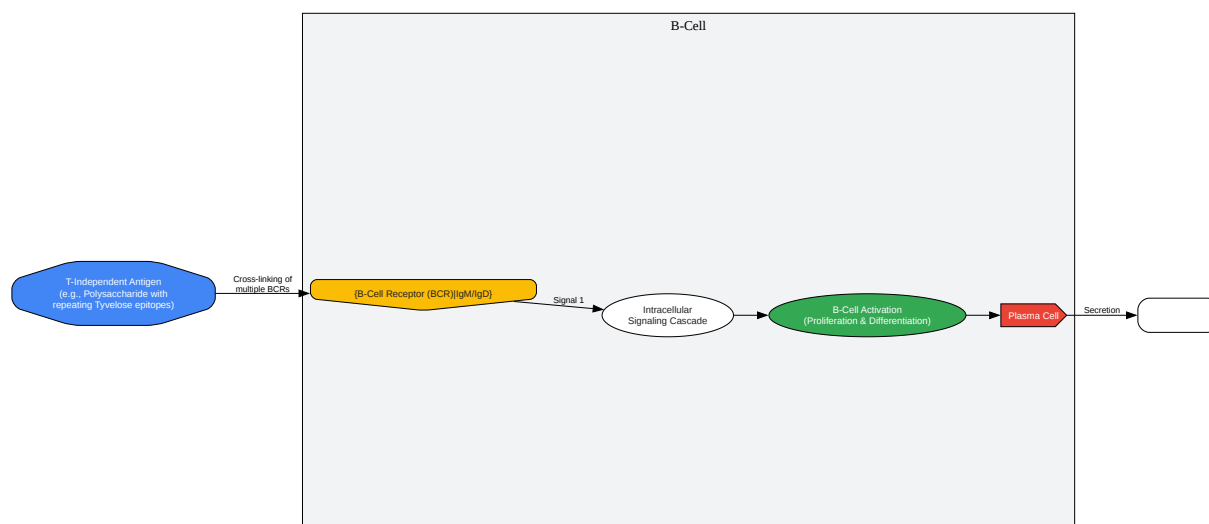 B-Cell
T-Independent Antigen
(e.g., Polysaccharide with
repeating Tyvelose epitopes)
Cross-linking of
multiple BCRs
{B-Cell Receptor (BCR)|IgM/IgD}
Signal 1
Intracellular
Signaling Cascade
B-Cell Activation
(Proliferation & Differentiation)
Plasma Cell
Secretion